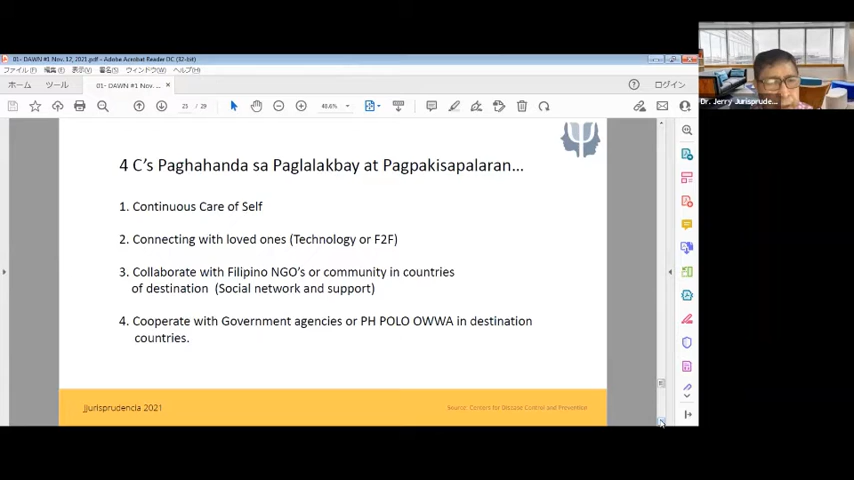 01- DAWN #1 Nov. 12, 2021.pdf - Adobe Acrobat Reader DC (32-bit)
ファイル(F) 編集(E) 表示(V) 署名(S) ウィンドウ(W) ヘルプ(H)
ホーム ツール 01- DAWN #1 Nov. ... × ログイン
23 / 29 48.6%
Dr. Jerry Jurisprude...
4 C's Paghahanda sa Paglalakbay at Pagpakisapalaran...
1. Continuous Care of Self
2. Connecting with loved ones (Technology or F2F)
3. Collaborate with Filipino NGO's or community in countries
of destination (Social network and support)
4. Cooperate with Government agencies or PH POLO OWWA in destination
countries.
JJurisprudencia 2021
Source: Centers for Disease Control and Prevention